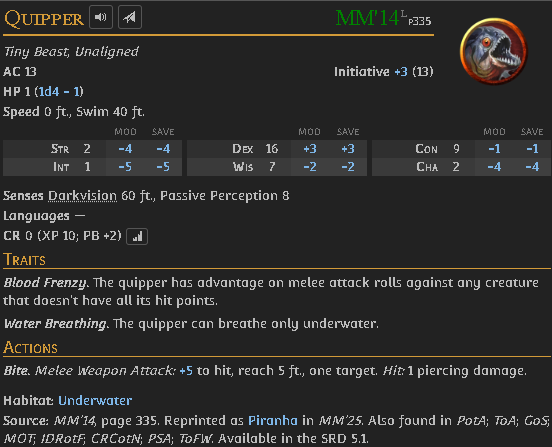 QUIPPER MM'14 L P335
Tiny Beast, Unaligned
AC 13 Initiative +3 (13)
HP 1 (1d4 − 1)
Speed 0 ft., Swim 40 ft.
MOD SAVE MOD SAVE MOD SAVE
STR 2 −4 −4 DEX 16 +3 +3 CON 9 −1 −1
INT 1 −5 −5 WIS 7 −2 −2 CHA 2 −4 −4
Senses Darkvision 60 ft., Passive Perception 8
Languages —
CR 0 (XP 10; PB +2)
TRAITS
Blood Frenzy. The quipper has advantage on melee attack rolls against any creature
that doesn't have all its hit points.
Water Breathing. The quipper can breathe only underwater.
ACTIONS
Bite. Melee Weapon Attack: +5 to hit, reach 5 ft., one target. Hit: 1 piercing damage.
Habitat: Underwater
Source: MM'14, page 335. Reprinted as Piranha in MM'25. Also found in PotA; ToA; GoS;
MOT; IDRotF; CRCotN; PSA; ToFW. Available in the SRD 5.1.